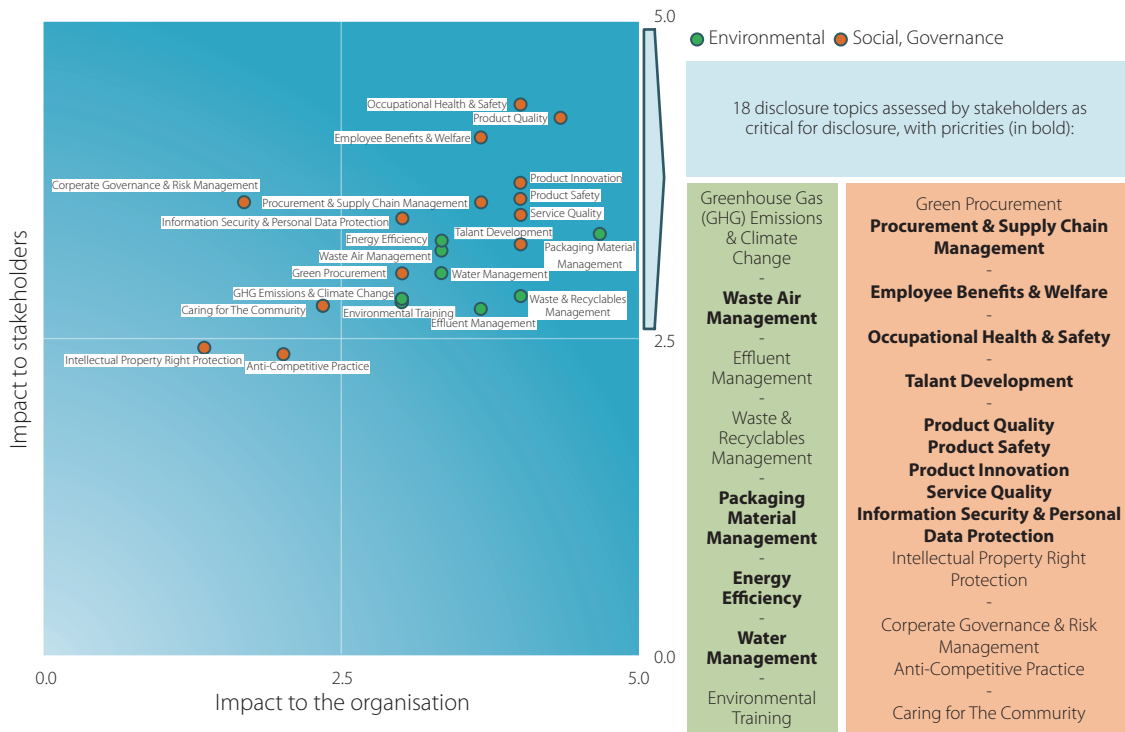 5.0
Environmental
Social, Governance
18 disclosure topics assessed by stakeholders as
critical for disclosure, with pricrities (in bold):
Impact to stakeholders
Occupational Health & Safety
Product Quality
Employee Benefits & Welfare
Product Innovation
Corperate Governance & Risk Management
Product Safety
Procurement & Supply Chain Management
Service Quality
Information Security & Personal Data Protection
Talant Development
Energy Efficiency
Packaging Material
Management
Waste Air Management
Green Procurement
Water Management
GHG Emissions & Climate Change
Waste & Recyclables
Management
Caring for The Community
Environmental Training
Effluent Management
Intellectual Property Right Protection
Anti-Competitive Practice
2.5
0.0
0.0
2.5
5.0
Impact to the organisation
Greenhouse Gas
(GHG) Emissions
& Climate
Change
-
Waste Air
Management
-
Effluent
Management
-
Waste &
Recyclables
Management
-
Packaging
Material
Management
-
Energy
Efficiency
-
Water
Management
-
Environmental
Training
Green Procurement
Procurement & Supply Chain
Management
-
Employee Benefits & Welfare
-
Occupational Health & Safety
-
Talant Development
-
Product Quality
Product Safety
Product Innovation
Service Quality
Information Security & Personal
Data Protection
Intellectual Property Right
Protection
-
Corperate Governance & Risk
Management
Anti-Competitive Practice
-
Caring for The Commurity